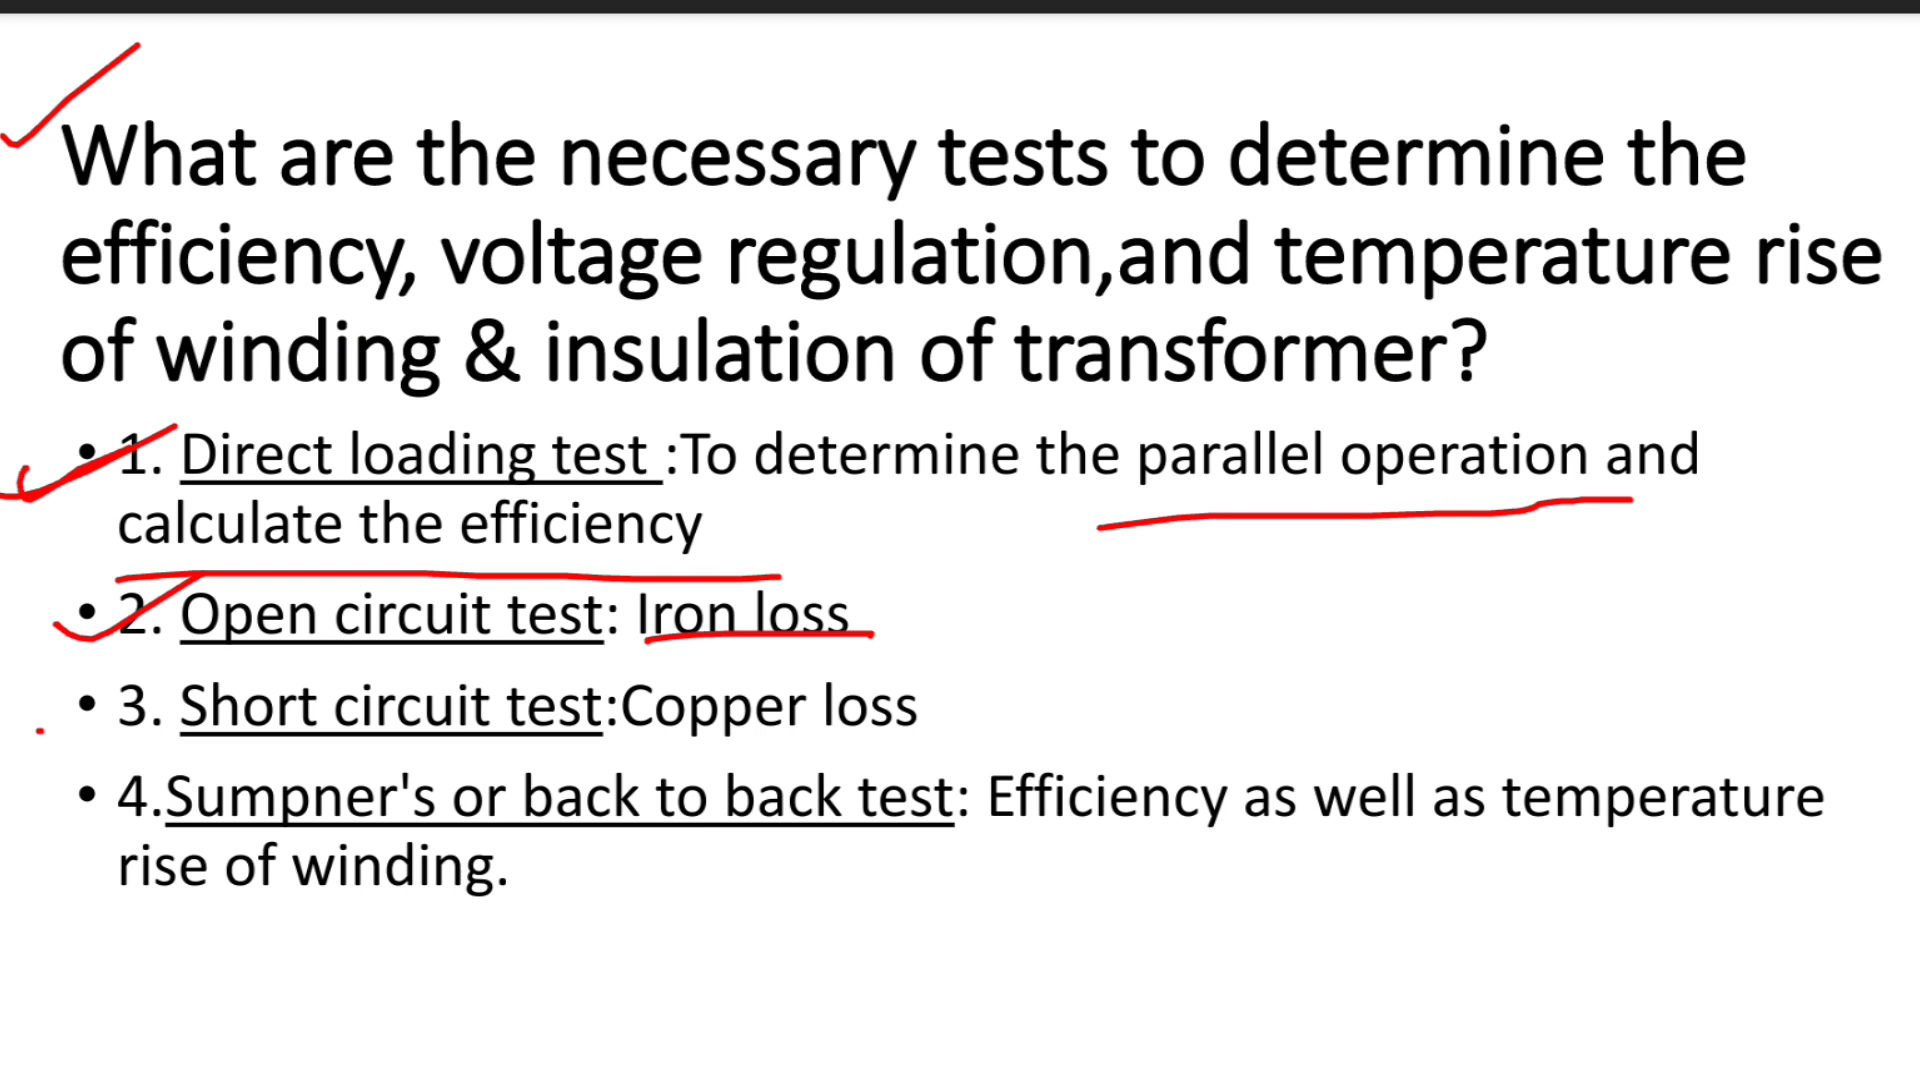 What are the necessary tests to determine the
efficiency, voltage regulation,and temperature rise
of winding & insulation of transformer?
• 1. Direct loading test :To determine the parallel operation and
calculate the efficiency
• 2. Open circuit test: Iron loss
• 3. Short circuit test:Copper loss
• 4.Sumpner's or back to back test: Efficiency as well as temperature
rise of winding.